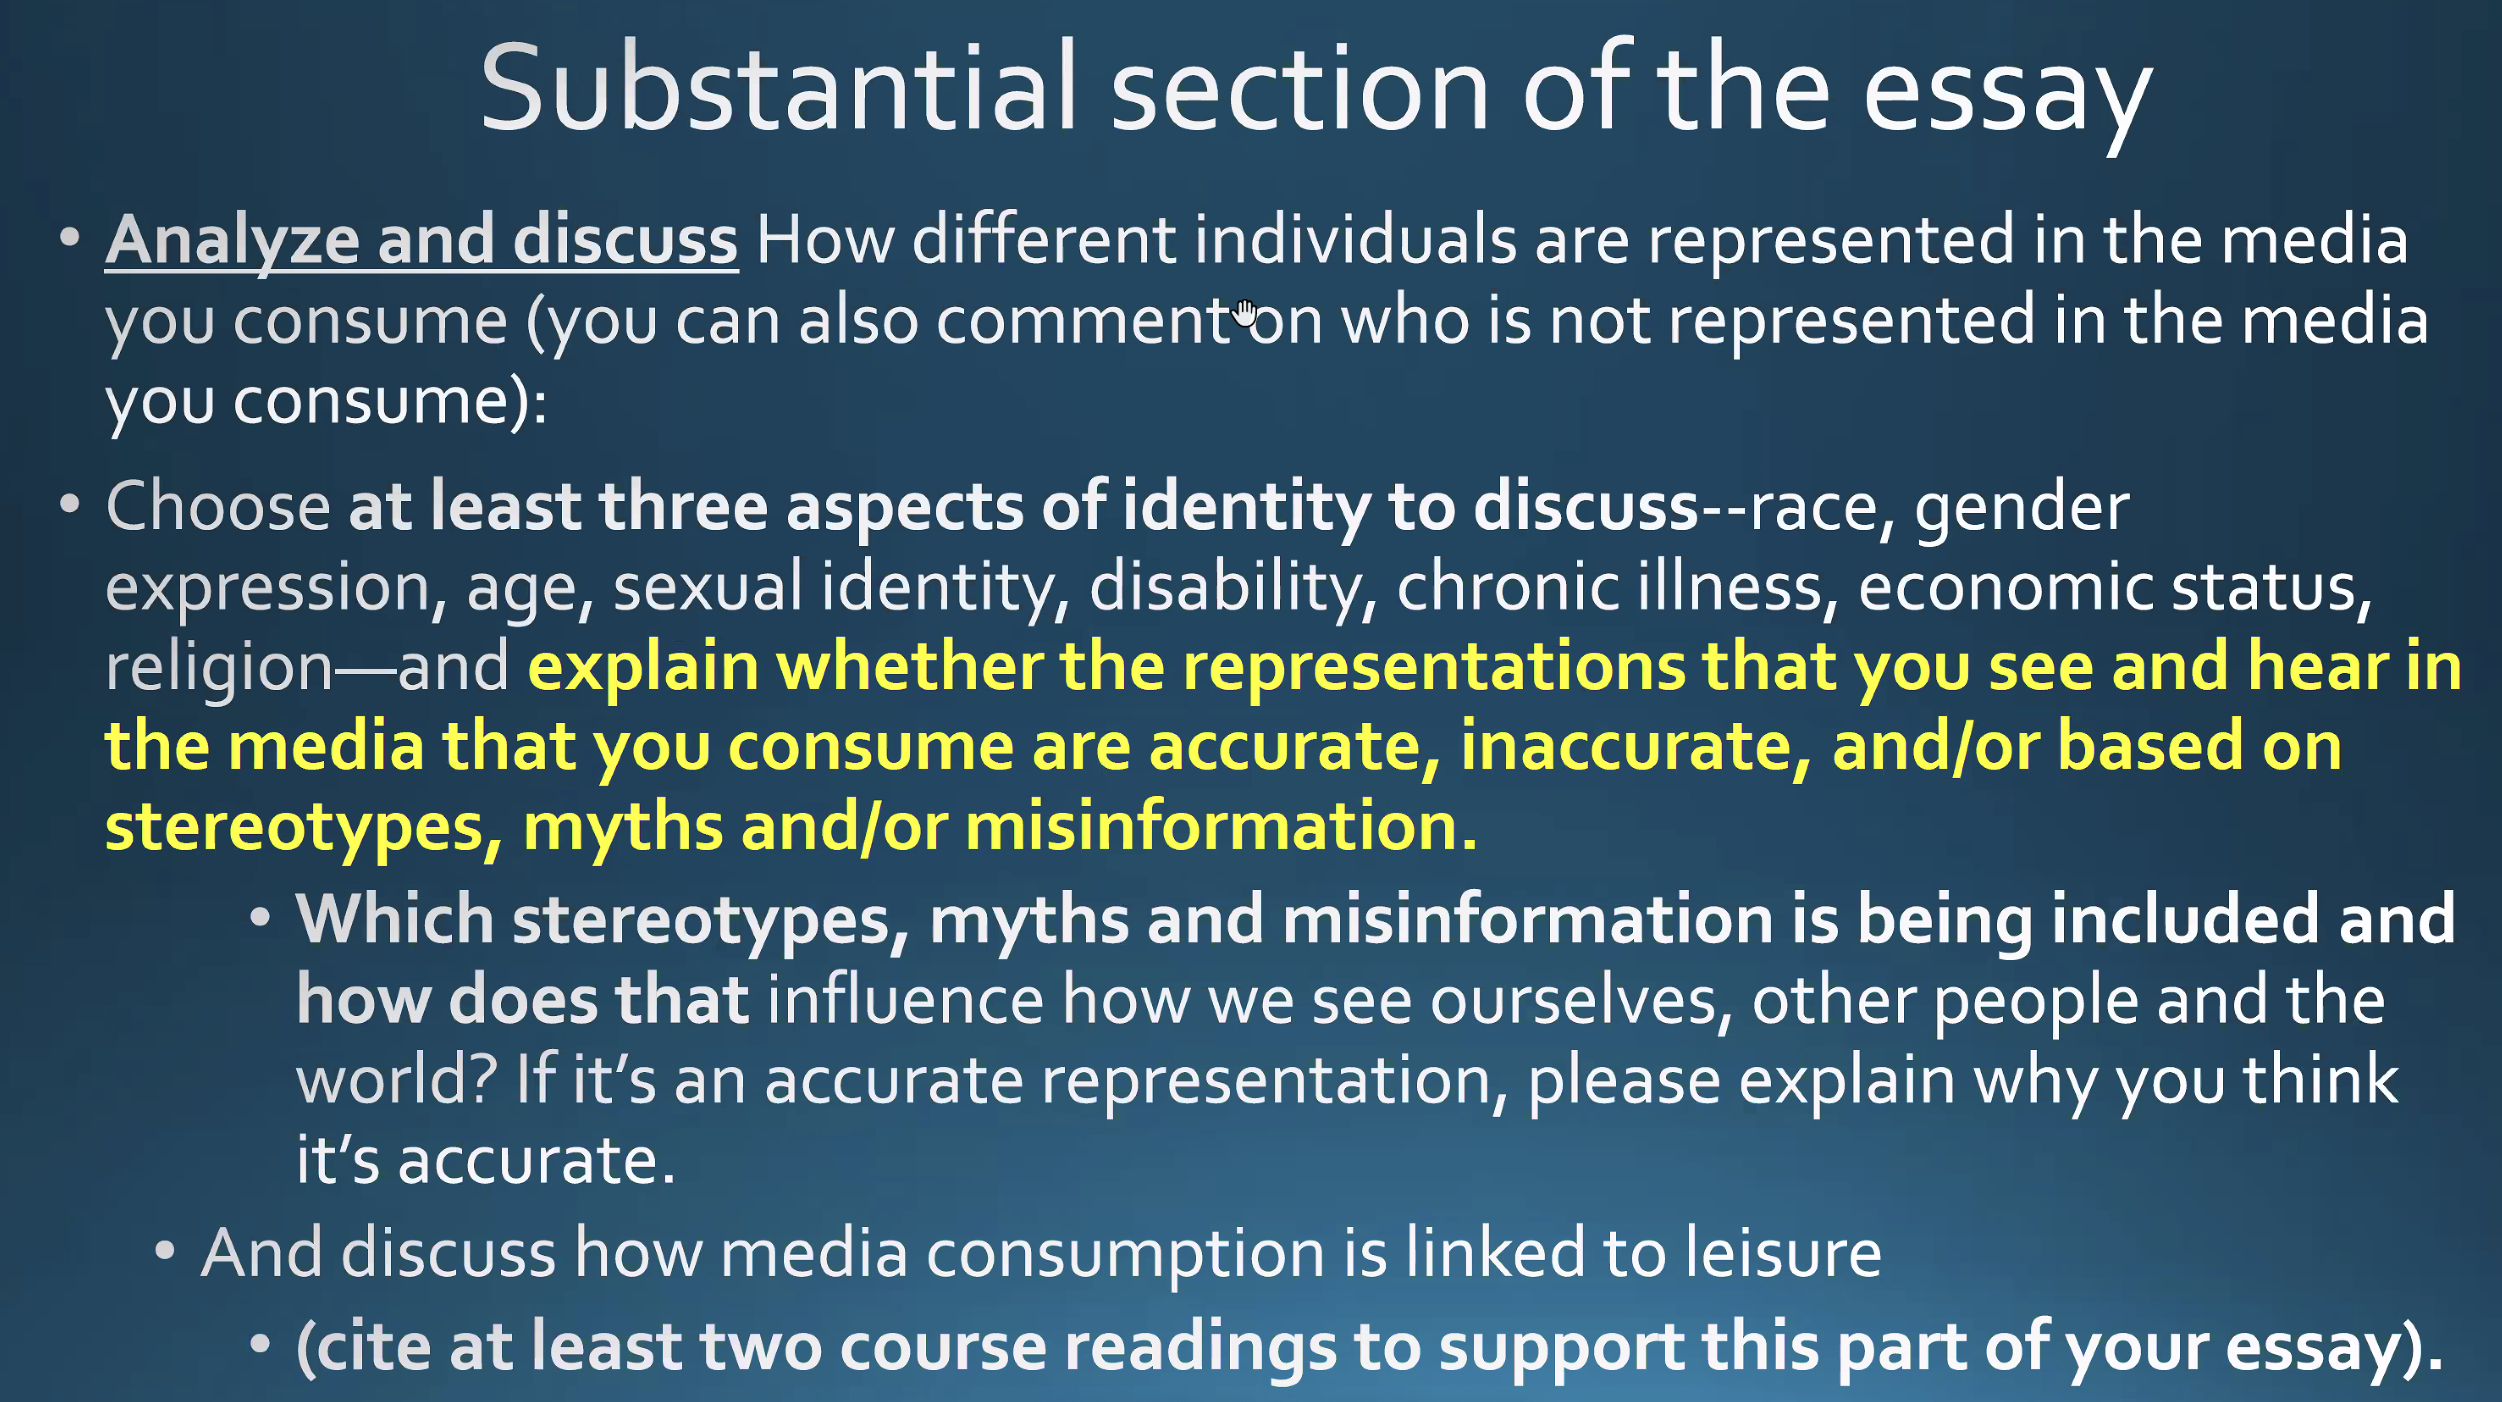 Substantial section of the essay
• Analyze and discuss How different individuals are represented in the media
you consume (you can also comment on who is not represented in the media
you consume):
• Choose at least three aspects of identity to discuss--race, gender
expression, age, sexual identity, disability, chronic illness, economic status,
religion—and explain whether the representations that you see and hear in
the media that you consume are accurate, inaccurate, and/or based on
stereotypes, myths and/or misinformation.
• Which stereotypes, myths and misinformation is being included and
how does that influence how we see ourselves, other people and the
world? If it’s an accurate representation, please explain why you think
it’s accurate.
• And discuss how media consumption is linked to leisure
• (cite at least two course readings to support this part of your essay).